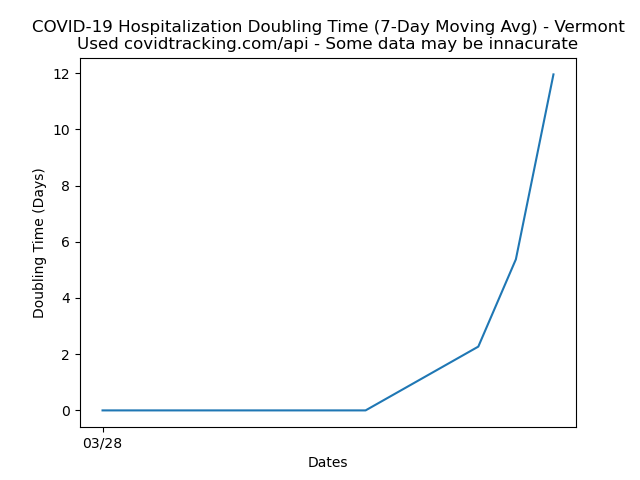 COVID-19 Hospitalization Doubling Time (7-Day Moving Avg) - Vermont
Used covidtracking.com/api - Some data may be innacurate
12
10
8
6
4
2
0
Doubling Time (Days)
03/28
Dates